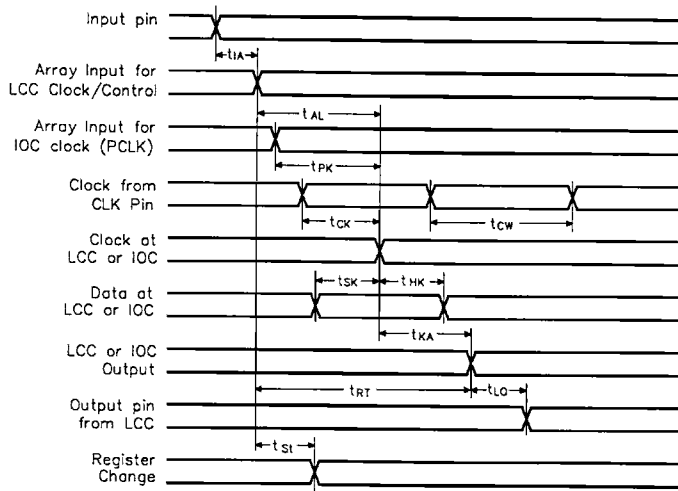 Input pin
tIA
Array Input for
LCC Clock/Control
tAL
Array Input for
IOC clock (PCLK)
tPK
Clock from
CLK Pin
tCK
tCW
Clock at
LCC or IOC
tSK
tHK
Data at
LCC or IOC
tKA
LCC or IOC
Output
tRT
tLO
Output pin
from LCC
tSt
Register
Change